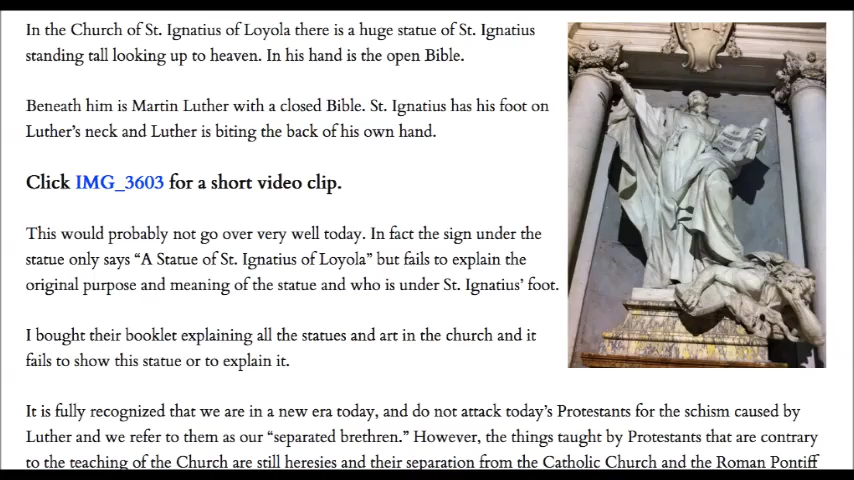 In the Church of St. Ignatius of Loyola there is a huge statue of St. Ignatius
standing tall looking up to heaven. In his hand is the open Bible.
Beneath him is Martin Luther with a closed Bible. St. Ignatius has his foot on
Luther's neck and Luther is biting the back of his own hand.
Click IMG_3603 for a short video clip.
This would probably not go over very well today. In fact the sign under the
statue only says “A Statue of St. Ignatius of Loyola” but fails to explain the
original purpose and meaning of the statue and who is under St. Ignatius' foot.
I bought their booklet explaining all the statues and art in the church and it
fails to show this statue or to explain it.
It is fully recognized that we are in a new era today, and do not attack today's Protestants for the schism caused by
Luther and we refer to them as our “separated brethren.” However, the things taught by Protestants that are contrary
to the teaching of the Church are still heresies and their separation from the Catholic Church and the Roman Pontiff